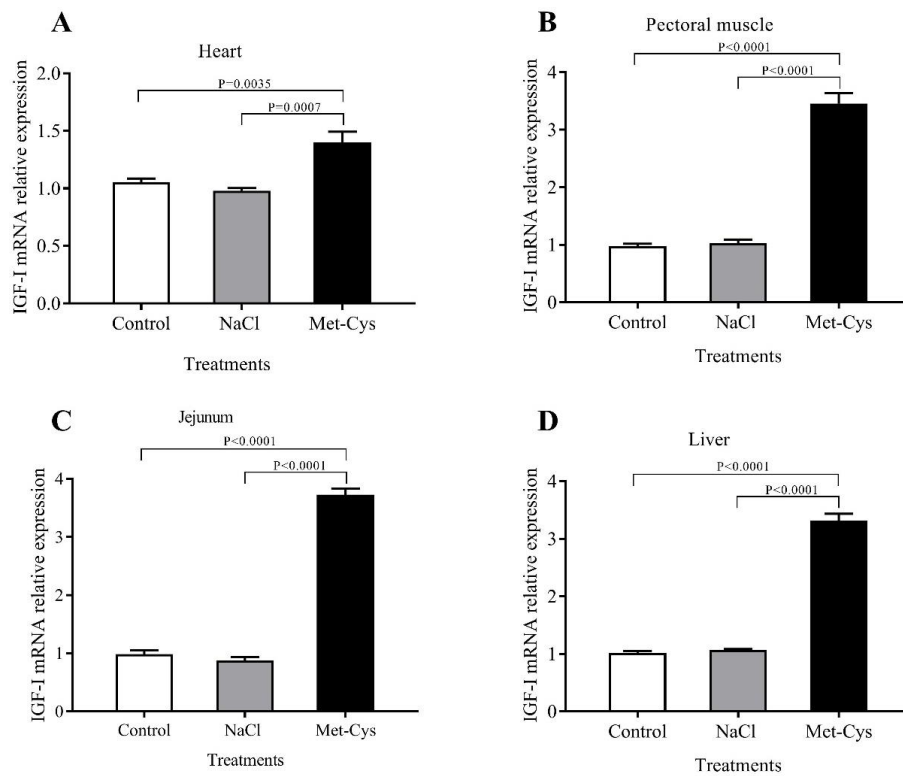 A
Heart
IGF-I mRNA relative expression
2.0
1.5
1.0
0.5
0.0
P=0.0035
P=0.0007
Control NaCl Met-Cys
Treatments
B
Pectoral muscle
IGF-I mRNA relative expression
4
3
2
1
0
P<0.0001
P<0.0001
Control NaCl Met-Cys
Treatments
C
Jejunum
IGF-I mRNA relative expression
4
3
2
1
0
P<0.0001
P<0.0001
Control NaCl Met-Cys
Treatments
D
Liver
IGF-I mRNA relative expression
4
3
2
1
0
P<0.0001
P<0.0001
Control NaCl Met-Cys
Treatments